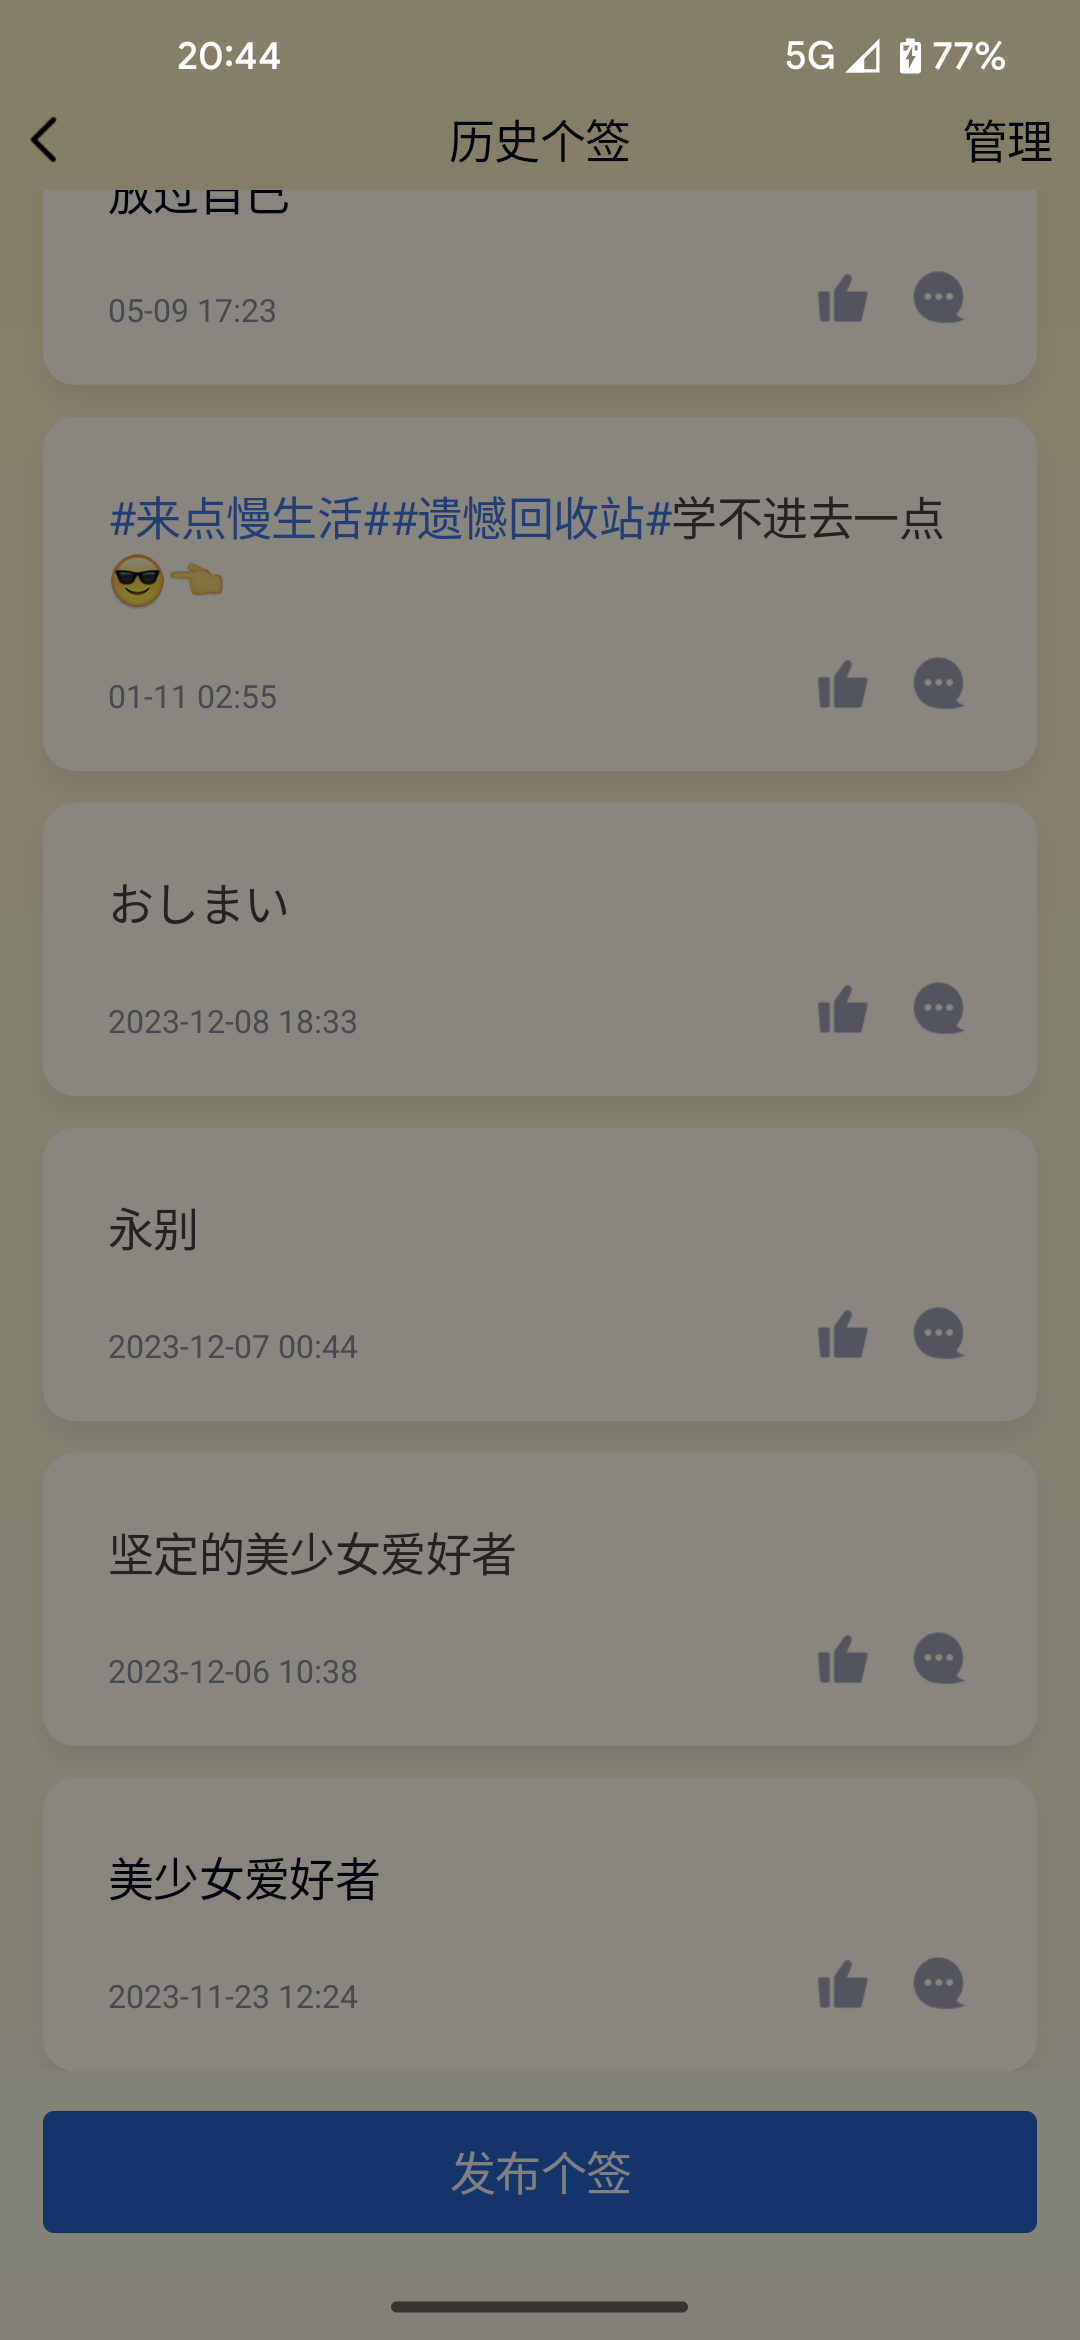 20:44
5G 77%
历史个签
管理
放过自己
05-09 17:23
#来点慢生活##遗憾回收站#学不进去一点
😎👈
01-11 02:55
おしまい
2023-12-08 18:33
永别
2023-12-07 00:44
坚定的美少女爱好者
2023-12-06 10:38
美少女爱好者
2023-11-23 12:24
发布个签